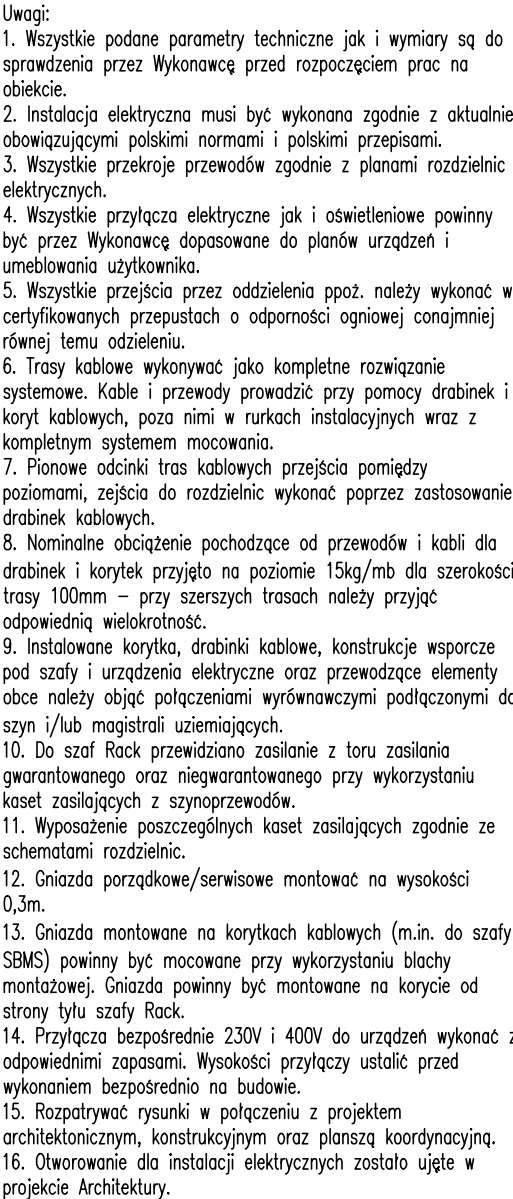 Uwagi:
1. Wszystkie podane parametry techniczne jak i wymiary są do
sprawdzenia przez Wykonawcę przed rozpoczęciem prac na
obiekcie.
2. Instalacja elektryczna musi być wykonana zgodnie z aktualnie
obowiązującymi polskimi normami i polskimi przepisami.
3. Wszystkie przekroje przewodów zgodnie z planami rozdzielnic
elektrycznych.
4. Wszystkie przyłącza elektryczne jak i oświetleniowe powinny
być przez Wykonawcę dopasowane do planów urządzeń i
umeblowania użytkownika.
5. Wszystkie przejścia przez oddzielenia ppoż. należy wykonać w
certyfikowanych przepustach o odporności ogniowej conajmniej
równej temu odzieleniu.
6. Trasy kablowe wykonywać jako kompletne rozwiązanie
systemowe. Kable i przewody prowadzić przy pomocy drabinek i
koryt kablowych, poza nimi w rurkach instalacyjnych wraz z
kompletnym systemem mocowania.
7. Pionowe odcinki tras kablowych przejścia pomiędzy
poziomami, zejścia do rozdzielnic wykonać poprzez zastosowanie
drabinek kablowych.
8. Nominalne obciążenie pochodzące od przewodów i kabli dla
drabinek i korytek przyjęto na poziomie 15kg/mb dla szerokości
trasy 100mm – przy szerszych trasach należy przyjąć
odpowiednią wielokrotność.
9. Instalowane korytka, drabinki kablowe, konstrukcje wsporcze
pod szafy i urządzenia elektryczne oraz przewodzące elementy
obce należy objąć połączeniami wyrównawczymi podłączonymi do
szyn i/lub magistrali uziemiających.
10. Do szaf Rack przewidziano zasilanie z toru zasilania
gwarantowanego oraz niegwarantowanego przy wykorzystaniu
kaset zasilających z szynoprzewodów.
11. Wyposażenie poszczególnych kaset zasilających zgodnie ze
schematami rozdzielnic.
12. Gniazda porządkowe/serwisowe montować na wysokości
0,3m.
13. Gniazda montowane na korytkach kablowych (m.in. do szafy
SBMS) powinny być mocowane przy wykorzystaniu blachy
montażowej. Gniazda powinny być montowane na korycie od
strony tyłu szafy Rack.
14. Przyłącza bezpośrednie 230V i 400V do urządzeń wykonać z
odpowiednimi zapasami. Wysokości przyłączy ustalić przed
wykonaniem bezpośrednio na budowie.
15. Rozpatrywać rysunki w połączeniu z projektem
architektonicznym, konstrukcyjnym oraz planszą koordynacyjną.
16. Otworowanie dla instalacji elektrycznych zostało ujęte w
projekcie Architektury.